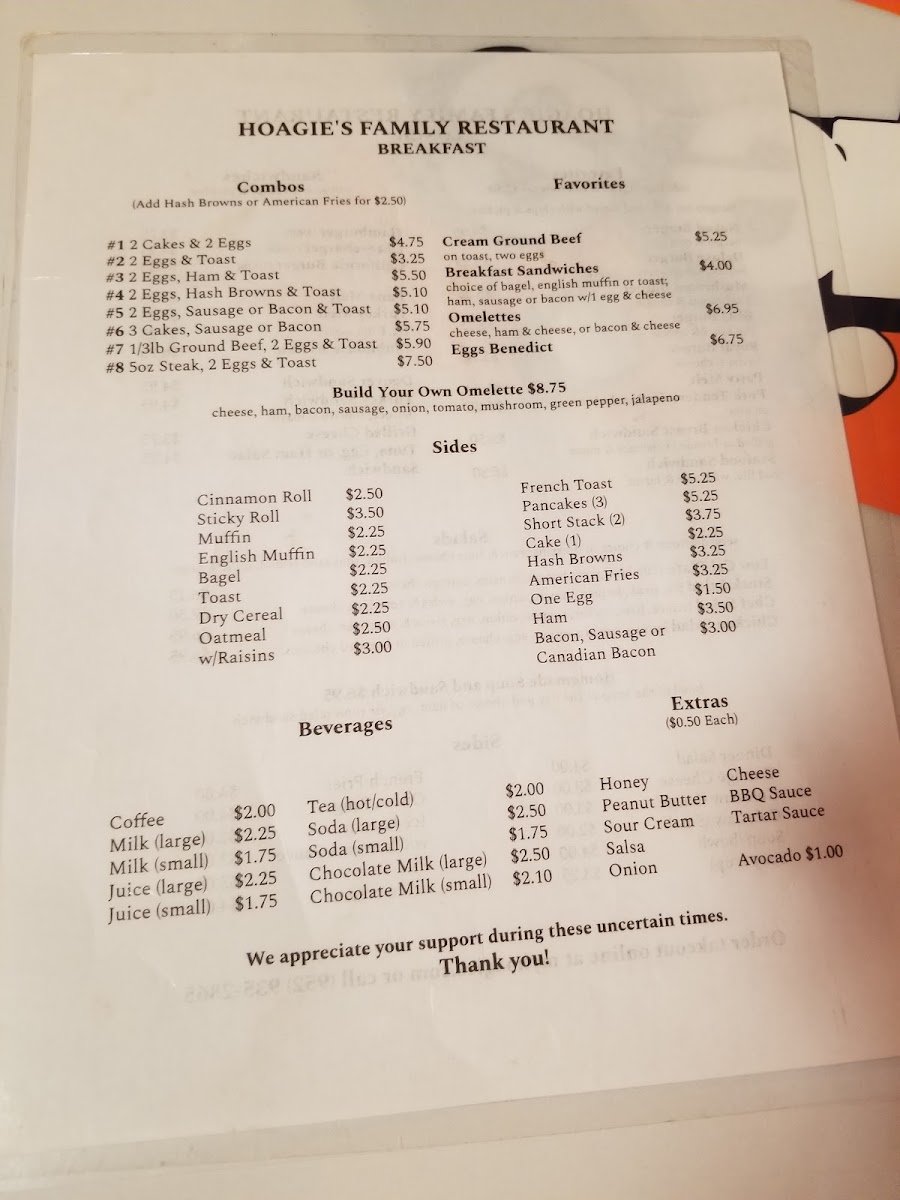 HOAGIE'S FAMILY RESTAURANT
BREAKFAST
Combos
(Add Hash Browns or American Fries for $2.50)
#1 2 Cakes & 2 Eggs $4.75
#2 2 Eggs & Toast $3.25
#3 2 Eggs, Ham & Toast $5.50
#4 2 Eggs, Hash Browns & Toast $5.10
#5 2 Eggs, Sausage or Bacon & Toast $5.10
#6 3 Cakes, Sausage or Bacon $5.75
#7 1/3lb Ground Beef, 2 Eggs & Toast $5.90
#8 5oz Steak, 2 Eggs & Toast $7.50
Favorites
Cream Ground Beef $5.25
on toast, two eggs
Breakfast Sandwiches $4.00
choice of bagel, english muffin or toast;
ham, sausage or bacon w/1 egg & cheese
Omelettes $6.95
cheese, ham & cheese, or bacon & cheese
Eggs Benedict $6.75
Build Your Own Omelette $8.75
cheese, ham, bacon, sausage, onion, tomato, mushroom, green pepper, jalapeno
Sides
Cinnamon Roll $2.50
Sticky Roll $3.50
Muffin $2.25
English Muffin $2.25
Bagel $2.25
Toast $2.25
Dry Cereal $2.25
Oatmeal $2.50
w/Raisins $3.00
French Toast $5.25
Pancakes (3) $5.25
Short Stack (2) $3.75
Cake (1) $2.25
Hash Browns $3.25
American Fries $3.25
One Egg $1.50
Ham $3.50
Bacon, Sausage or $3.00
Canadian Bacon
Beverages
Coffee $2.00
Milk (large) $2.25
Milk (small) $1.75
Juice (large) $2.25
Juice (small) $1.75
Tea (hot/cold) $2.00
Soda (large) $2.50
Soda (small) $1.75
Chocolate Milk (large) $2.50
Chocolate Milk (small) $2.10
Extras
($0.50 Each)
Honey Cheese
Peanut Butter BBQ Sauce
Sour Cream Tartar Sauce
Salsa
Onion Avocado $1.00
We appreciate your support during these uncertain times.
Thank you!